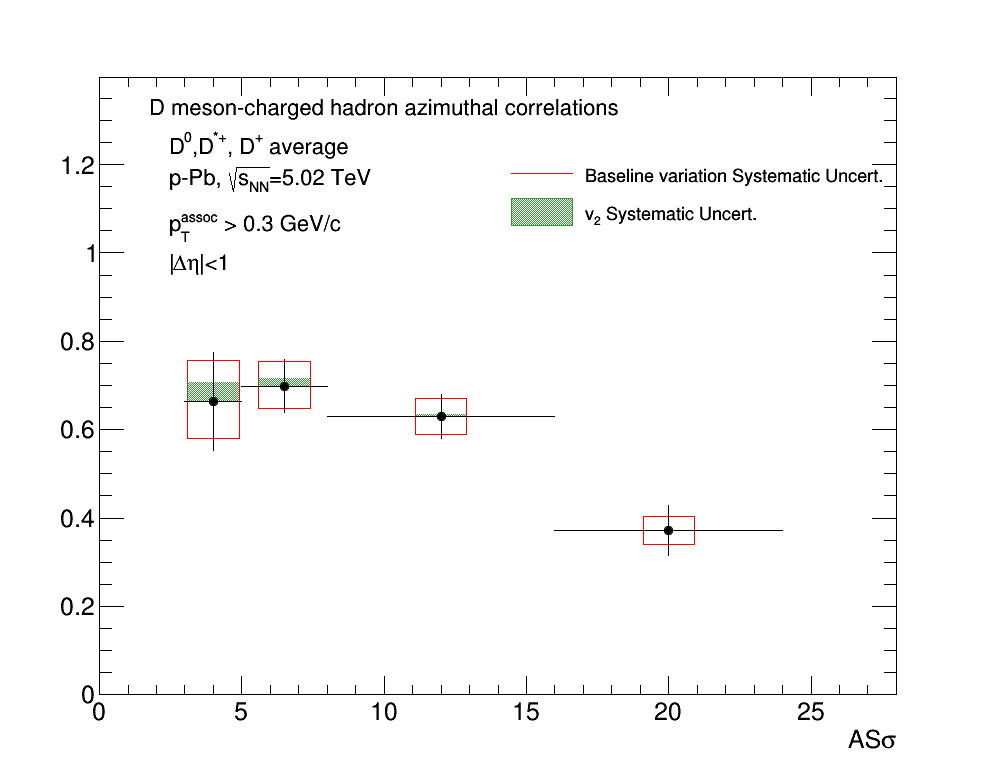 D meson-charged hadron azimuthal correlations
D⁰,D*⁺, D⁺ average
p-Pb, √s_NN=5.02 TeV
p_T^assoc > 0.3 GeV/c
|Δη|<1
Baseline variation Systematic Uncert.
v₂ Systematic Uncert.
1.2
1
0.8
0.6
0.4
0.2
0
0 5 10 15 20 25
ASσ